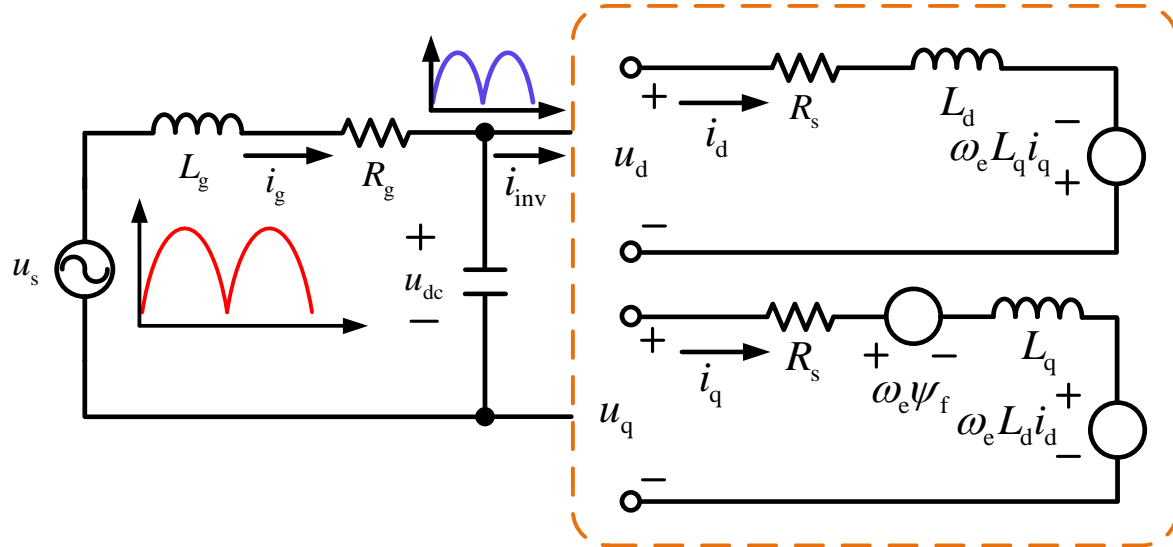 L_g
i_g
R_g
i_inv
u_s
+
u_dc
−
+
i_d
R_s
L_d
u_d
−
ω_e L_q i_q
+
−
+
i_q
R_s
+ −
ω_e ψ_f
L_q
u_q
+
ω_e L_d i_d
−
−